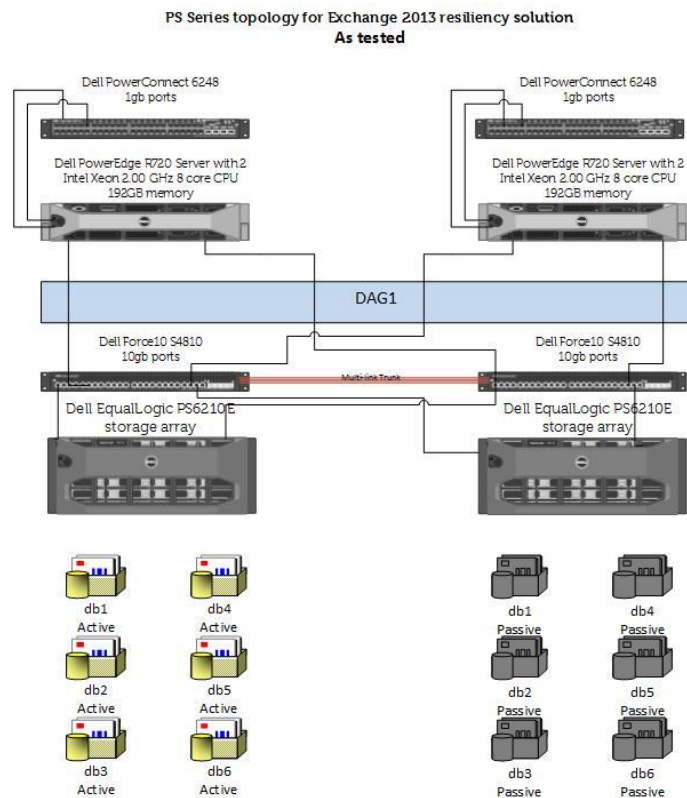 PS Series topology for Exchange 2013 resiliency solution
As tested
Dell PowerConnect 6248
1gb ports
Dell PowerConnect 6248
1gb ports
Dell PowerEdge R720 Server with 2
Intel Xeon 2.00 GHz 8 core CPU
192GB memory
Dell PowerEdge R720 Server with 2
Intel Xeon 2.00 GHz 8 core CPU
192GB memory
DAG1
Dell Force10 S4810
10gb ports
Dell Force10 S4810
10gb ports
Multi-link Trunk
Dell EqualLogic PS6210E
storage array
Dell EqualLogic PS6210E
storage array
db1
Active
db4
Active
db1
Passive
db4
Passive
db2
Active
db5
Active
db2
Passive
db5
Passive
db3
Active
db6
Active
db3
Passive
db6
Passive